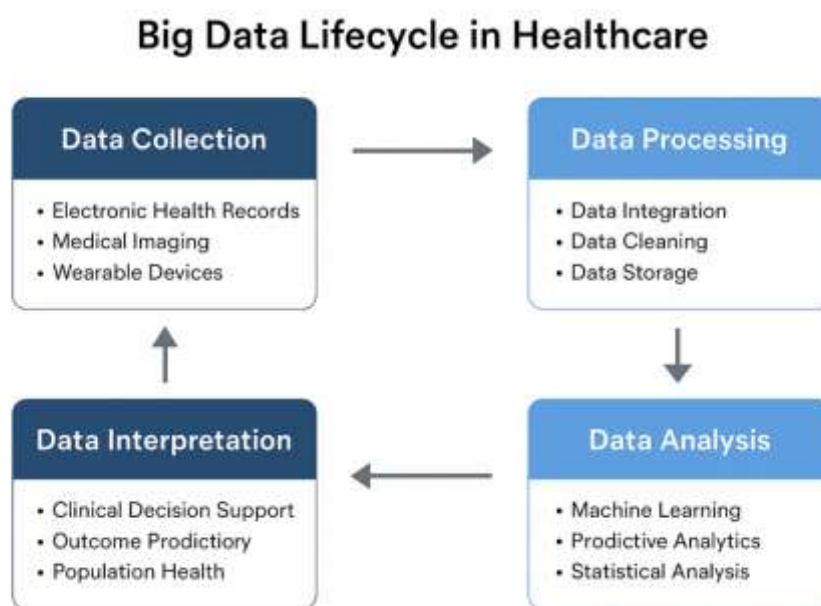 Big Data Lifecycle in Healthcare
Data Collection
• Electronic Health Records
• Medical Imaging
• Wearable Devices
Data Processing
• Data Integration
• Data Cleaning
• Data Storage
Data Analysis
• Machine Learning
• Prodictive Analytics
• Statistical Analysis
Data Interpretation
• Clinical Decision Support
• Outcome Prodictiory
• Population Health